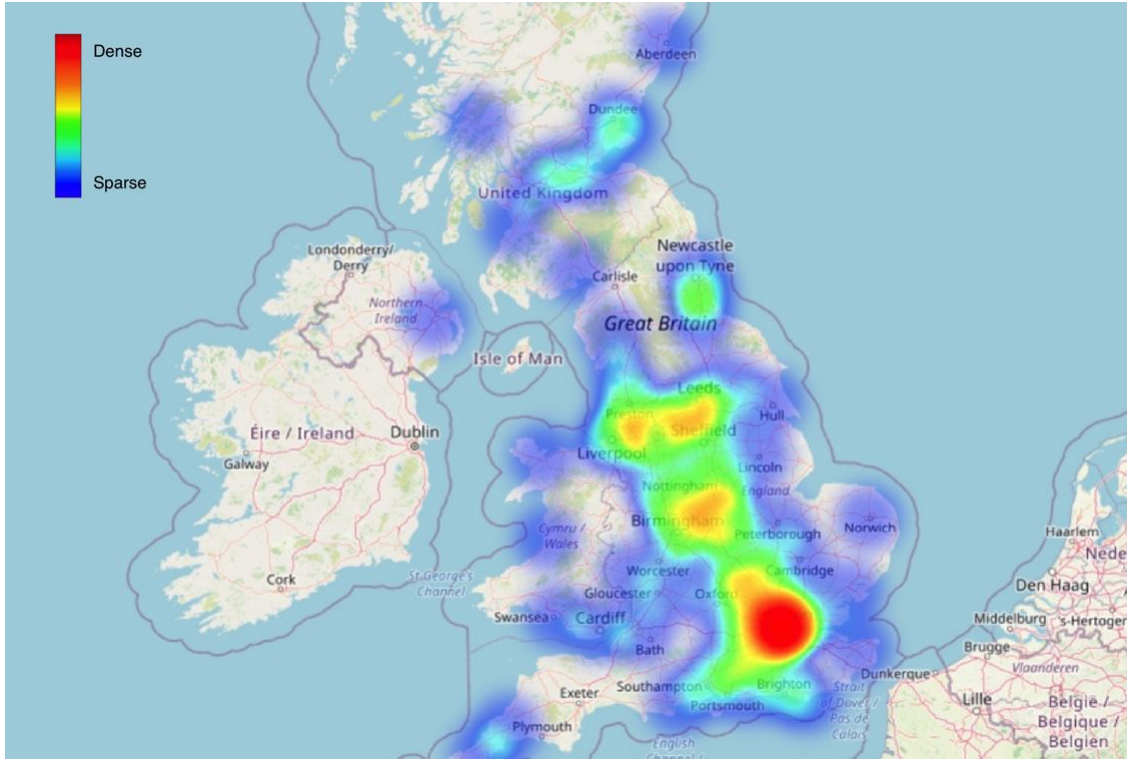 Dense
Sparse
Aberdeen
Dundee
United Kingdom
Londonderry/
Derry
Newcastle
upon Tyne
Carlisle
Northern
Ireland
Great Britain
Isle of Man
Leeds
Preston
Hull
Sheffield
Éire / Ireland
Dublin
Galway
Liverpool
Lincoln
Nottingham
England
Birmingham
Norwich
Cymru /
Wales
Peterborough
Haarlem
Nede
Worcester
Cambridge
Cork
St George's
Channel
Gloucester
Oxford
Den Haag
Swansea
Cardiff
Middelburg
's-Hertogen
Bath
Brugge
Vlaanderen
Dunkerque
Exeter
Southampton
Brighton
Strait
of Dover /
Pas de
Calais
Portsmouth
Lille
België /
Belgique /
Belgien
Plymouth
English